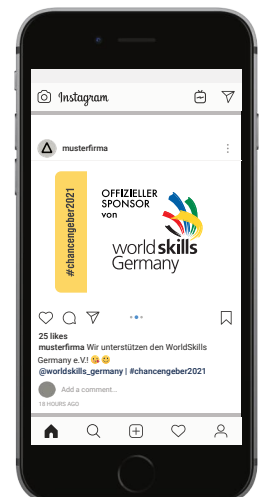 Instagram
musterfirma
#chancengeber2021
OFFIZIELLER
SPONSOR
von
worldskills
Germany
25 likes
musterfirma Wir unterstützen den WorldSkills
Germany e.V.! 😘 😊
@worldskills_germany | #chancengeber2021
Add a comment...
18 HOURS AGO